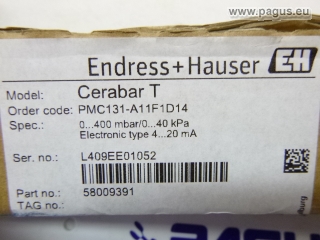 © www.pagus.eu
Endress+Hauser EH
Model: Cerabar T
Order code: PMC131-A11F1D14
Spec.: 0...400 mbar/0...40 kPa
Electronic type 4...20 mA
Ser. no.: L409EE01052
Part no.: 58009391
TAG no.: